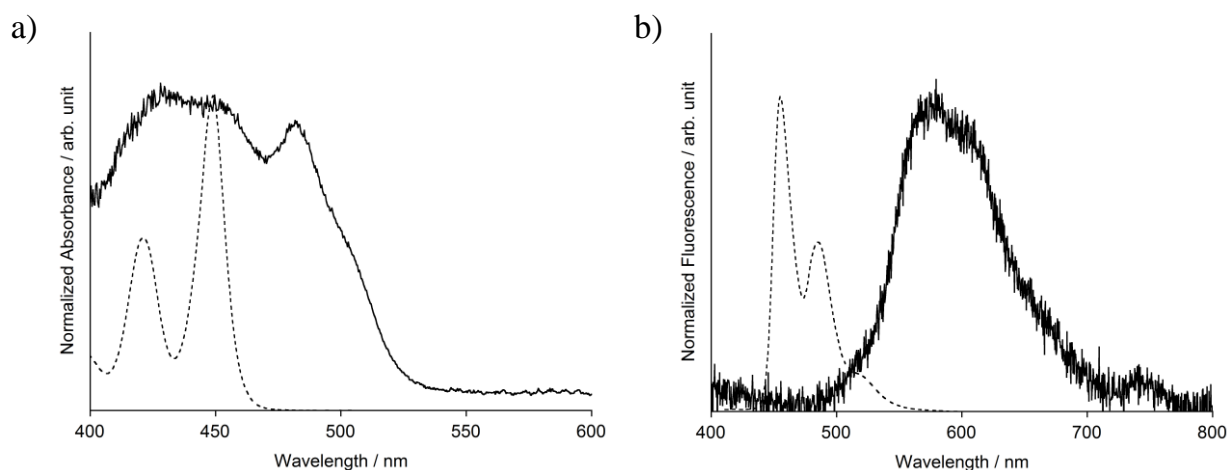 a)
Normalized Absorbance / arb. unit
400 450 500 550 600
Wavelength / nm
b)
Normalized Fluorescence / arb. unit
400 500 600 700 800
Wavelength / nm